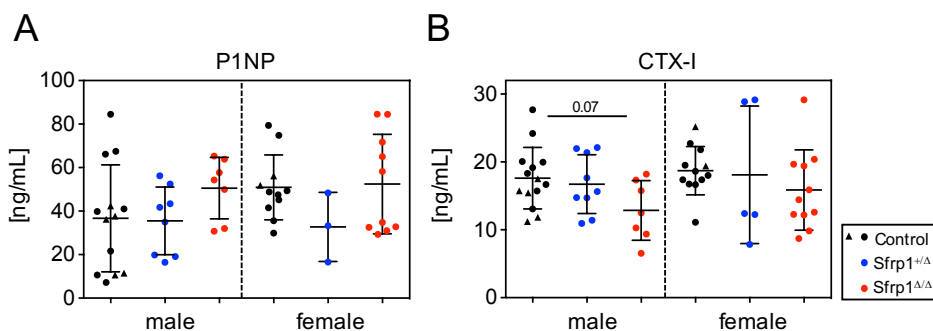 A
P1NP
[ng/mL]
100
80
60
40
20
0
male
female
B
CTX-I
[ng/mL]
30
20
10
0
0.07
male
female
Control
Sfrp1+/Δ
Sfrp1Δ/Δ